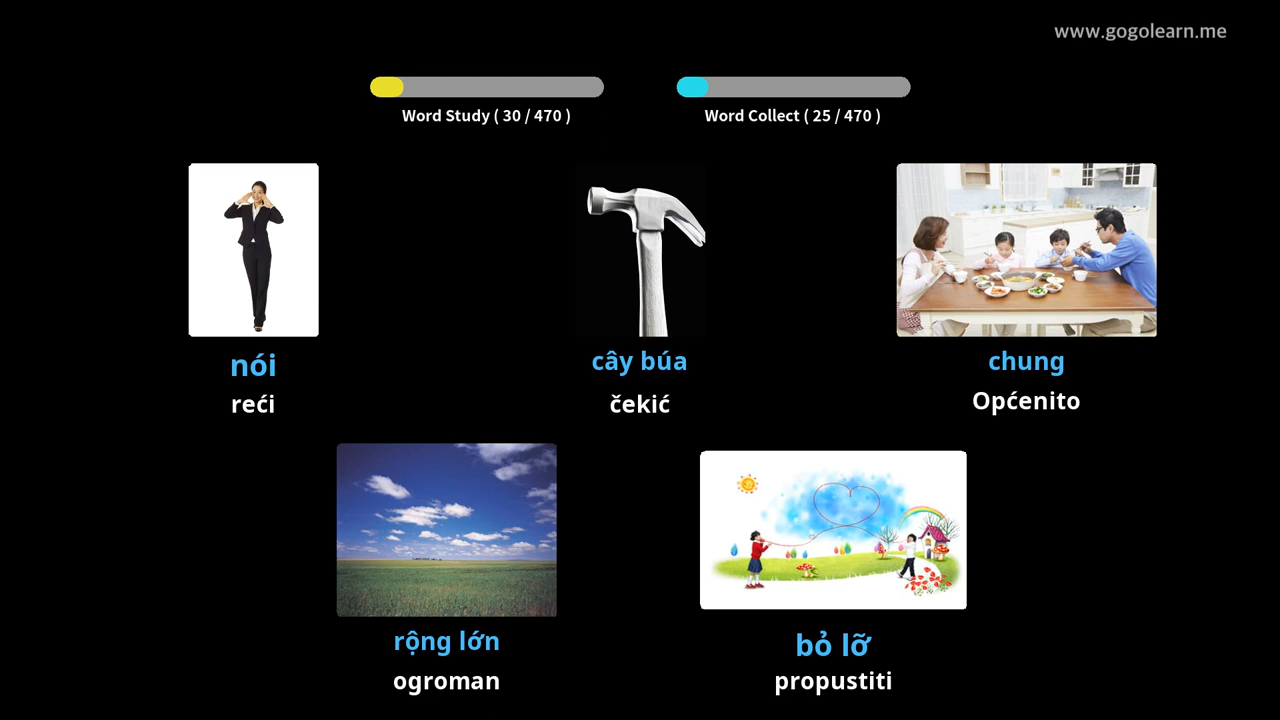 www.gogolearn.me
Word Study ( 30 / 470 )
Word Collect ( 25 / 470 )
nói
reći
cây búa
čekić
chung
Općenito
rộng lớn
ogroman
bỏ lỡ
propustiti